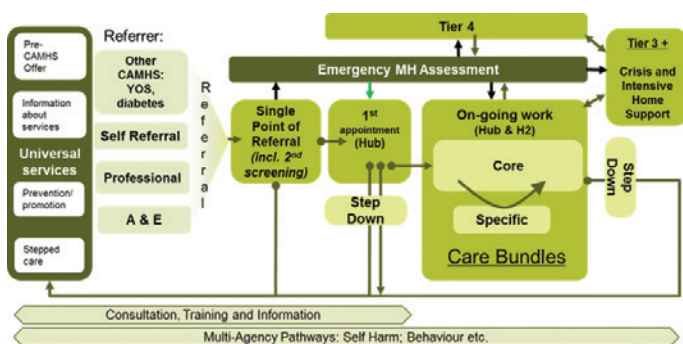 Pre-
CAMHS
Offer
Information
about
services
Universal
services
Prevention/
promotion
Stepped
care
Referrer:
Other
CAMHS:
YOS,
diabetes
Self Referral
Professional
A & E
Referral
Single
Point of
Referral
(incl. 2nd
screening)
1st
appointment
(Hub)
Step
Down
Tier 4
Emergency MH Assessment
On-going work
(Hub & H2)
Core
Specific
Care Bundles
Tier 3 +
Crisis and
Intensive
Home
Support
Step
Down
Consultation, Training and Information
Multi-Agency Pathways: Self Harm; Behaviour etc.